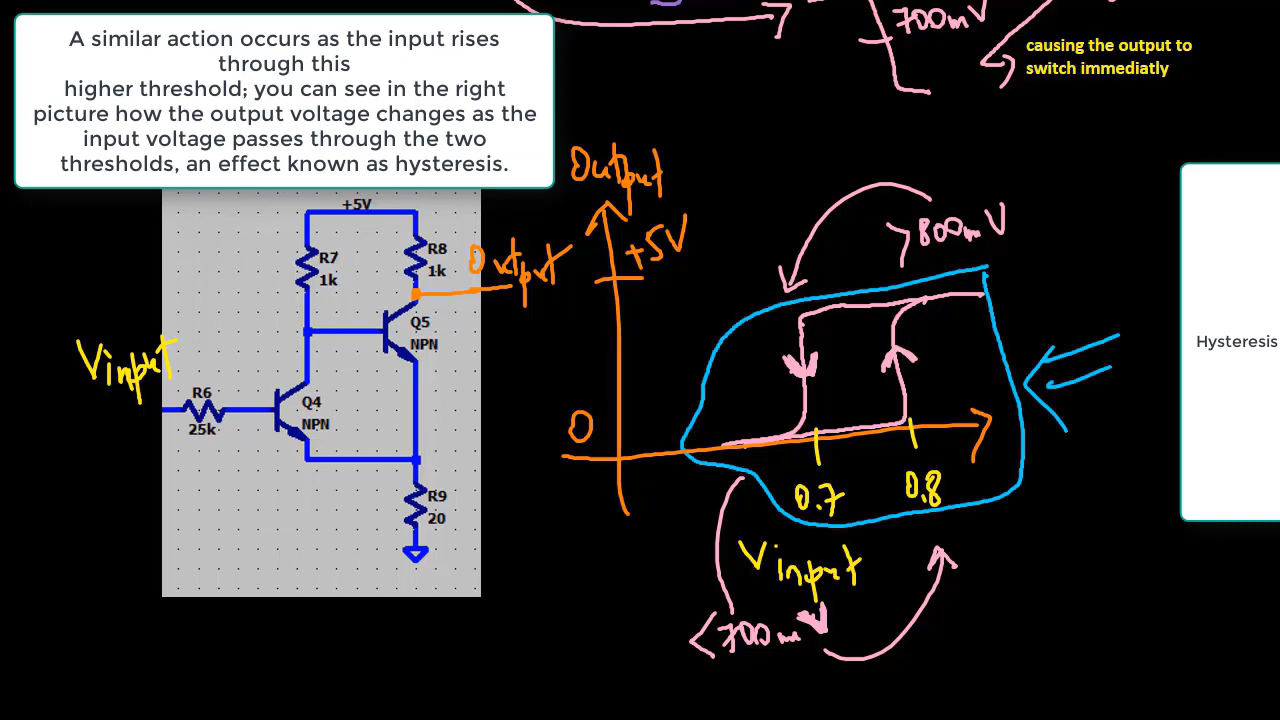 A similar action occurs as the input rises
through this
higher threshold; you can see in the right
picture how the output voltage changes as the
input voltage passes through the two
thresholds, an effect known as hysteresis.
700mV
causing the output to
switch immediatly
Output
+5V
>800mV
+5V
R7
1k
R8
1k
Output
Q5
NPN
Vinput
R6
25k
Q4
NPN
R9
20
0
0.7
0.8
Vinput
<700mv
Hysteresis